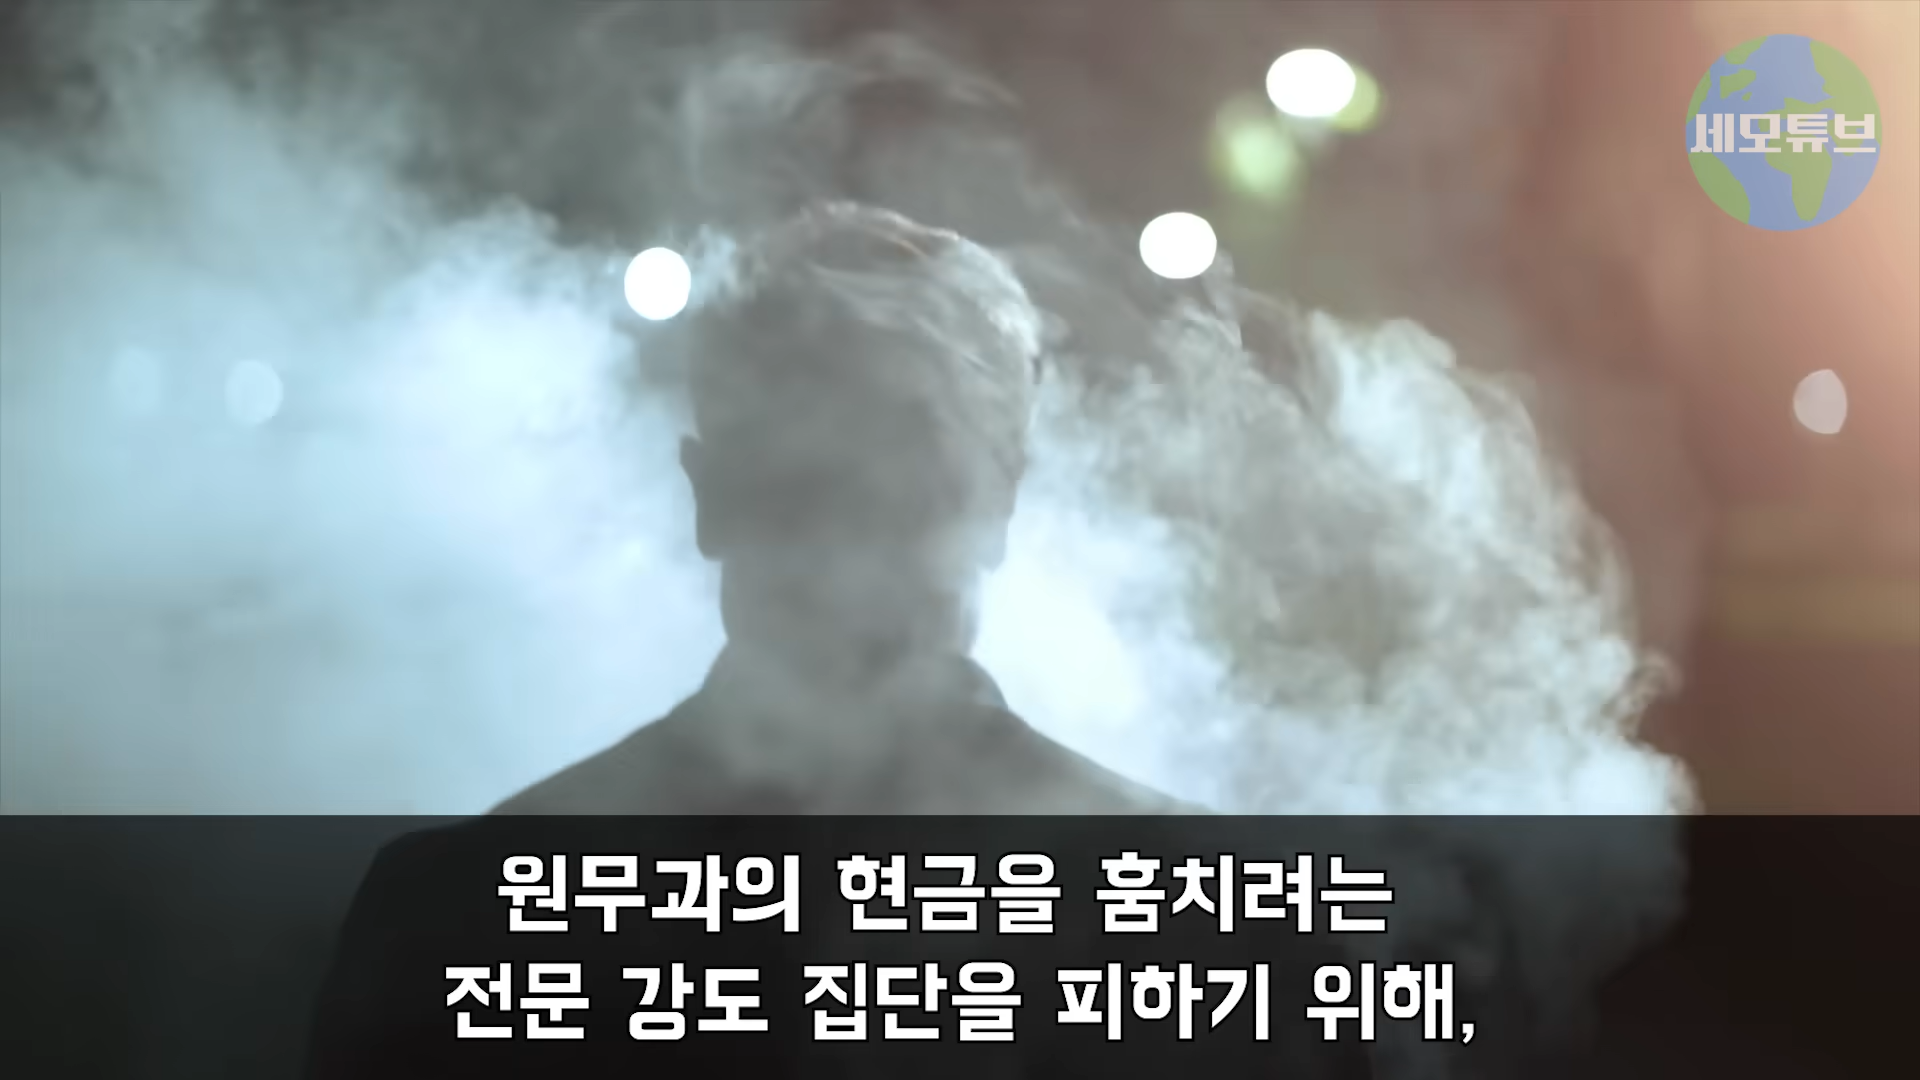 세모튜브
원무과의 현금을 훔치려는
전문 강도 집단을 피하기 위해,